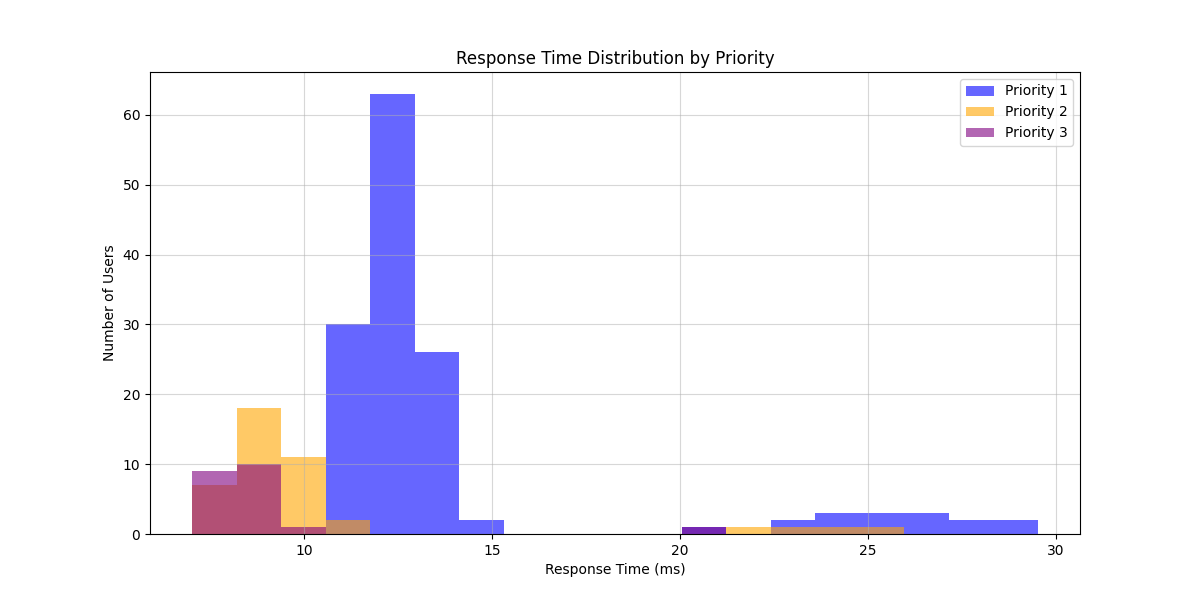 Response Time Distribution by Priority
Priority 1
Priority 2
Priority 3
Number of Users
60
50
40
30
20
10
0
10 15 20 25 30
Response Time (ms)